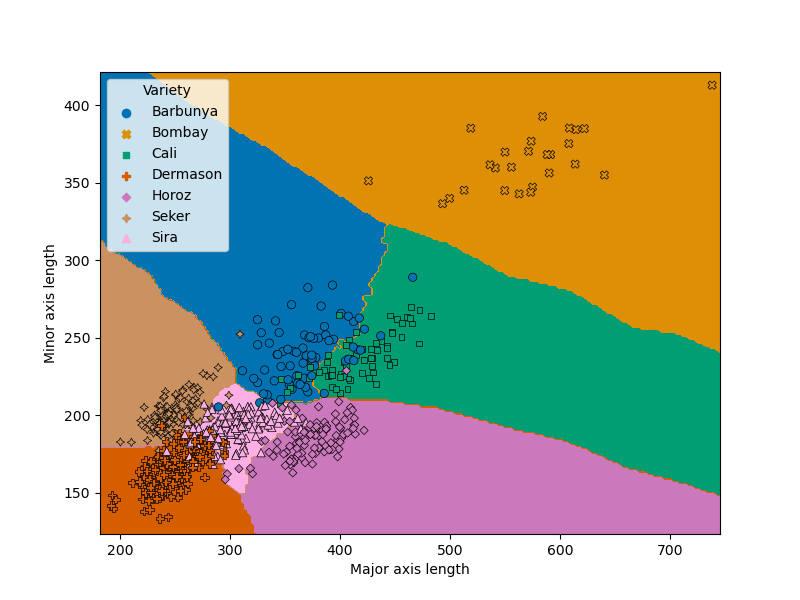 Variety
Barbunya
Bombay
Cali
Dermason
Horoz
Seker
Sira
400
350
300
250
200
150
Minor axis length
200 300 400 500 600 700
Major axis length